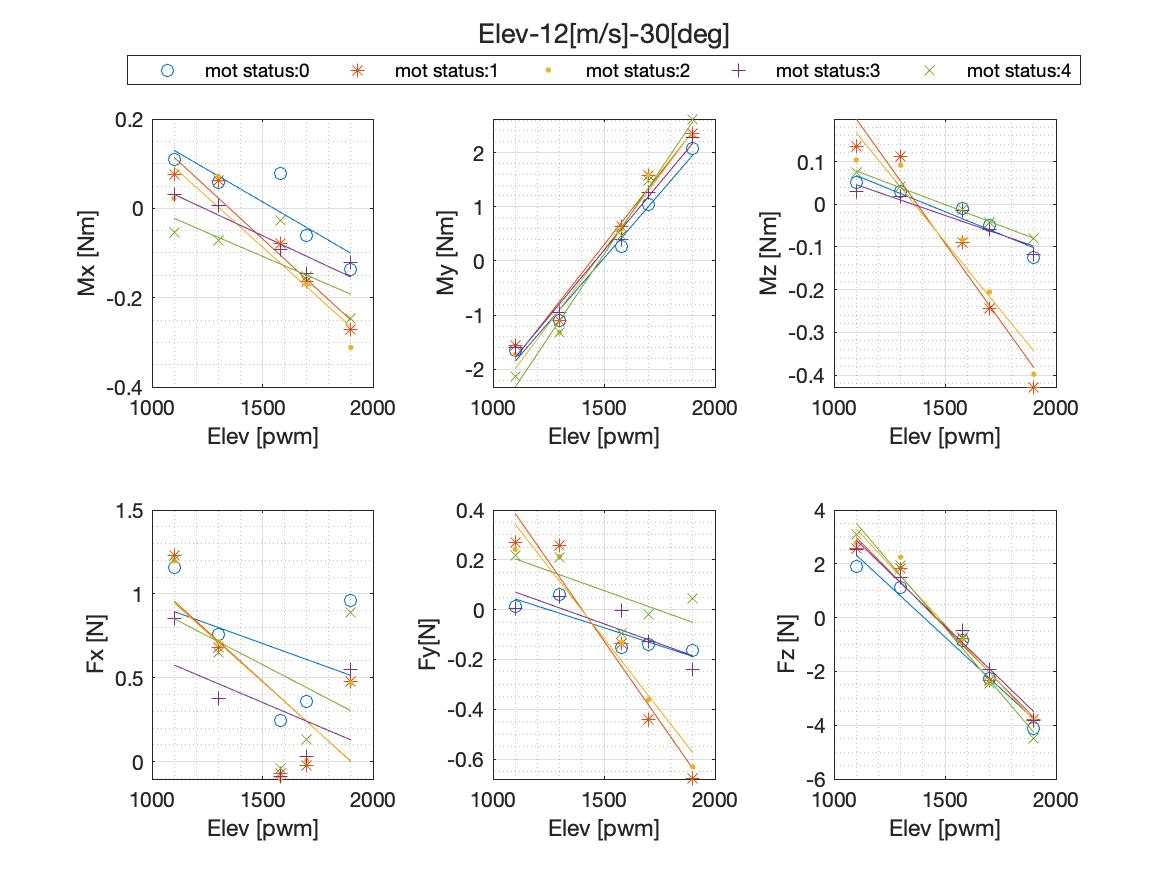 Elev-12[m/s]-30[deg]
mot status:0 mot status:1 mot status:2 mot status:3 mot status:4
0.2
0
-0.2
-0.4
Mx [Nm]
1000 1500 2000
Elev [pwm]
2
1
0
-1
-2
My [Nm]
1000 1500 2000
Elev [pwm]
0.1
0
-0.1
-0.2
-0.3
-0.4
Mz [Nm]
1000 1500 2000
Elev [pwm]
1.5
1
0.5
0
Fx [N]
1000 1500 2000
Elev [pwm]
0.4
0.2
0
-0.2
-0.4
-0.6
Fy[N]
1000 1500 2000
Elev [pwm]
4
2
0
-2
-4
-6
Fz [N]
1000 1500 2000
Elev [pwm]